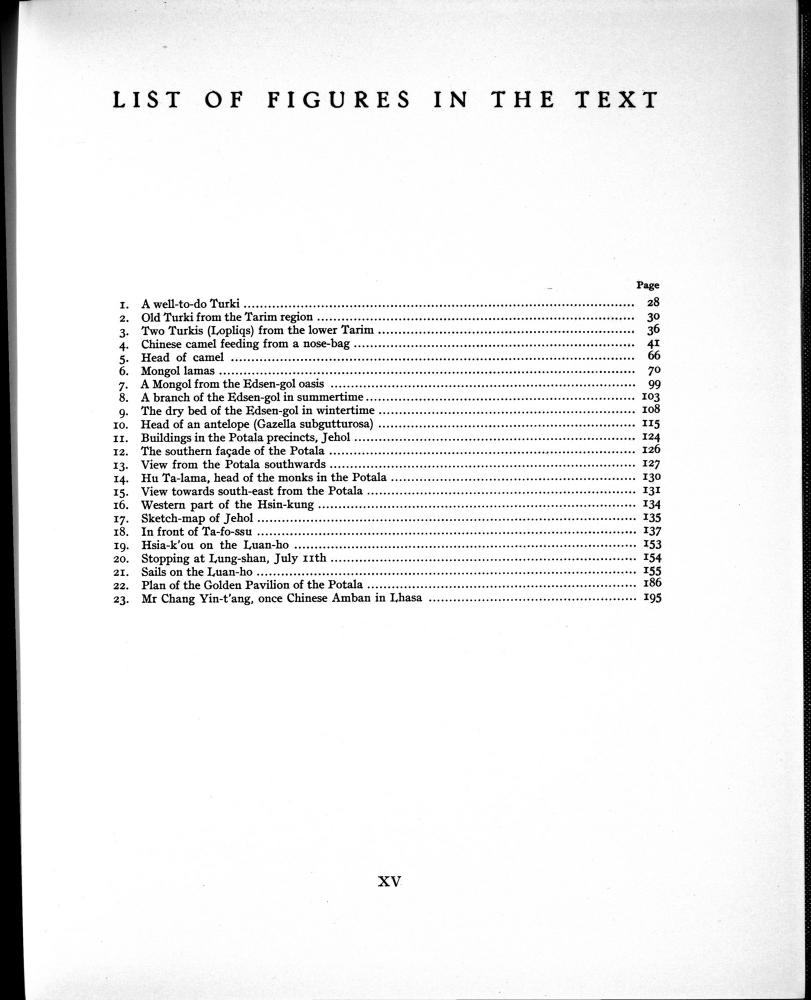 LIST OF FIGURES IN THE TEXT
Page
1. A well-to-do Turki ........ 28
2. Old Turki from the Tarim region ........ 30
3. Two Turkis (Lopliqs) from the lower Tarim ........ 36
4. Chinese camel feeding from a nose-bag ........ 41
5. Head of camel ........ 66
6. Mongol lamas ........ 70
7. A Mongol from the Edsen-gol oasis ........ 99
8. A branch of the Edsen-gol in summertime ........ 103
9. The dry bed of the Edsen-gol in wintertime ........ 108
10. Head of an antelope (Gazella subgutturosa) ........ 115
11. Buildings in the Potala precincts, Jehol ........ 124
12. The southern façade of the Potala ........ 126
13. View from the Potala southwards ........ 127
14. Hu Ta-lama, head of the monks in the Potala ........ 130
15. View towards south-east from the Potala ........ 131
16. Western part of the Hsin-kung ........ 134
17. Sketch-map of Jehol ........ 135
18. In front of Ta-fo-ssu ........ 137
19. Hsia-k'ou on the Luan-ho ........ 153
20. Stopping at Lung-shan, July 11th ........ 154
21. Sails on the Luan-ho ........ 155
22. Plan of the Golden Pavilion of the Potala ........ 186
23. Mr Chang Yin-t'ang, once Chinese Amban in Lhasa ........ 195
XV